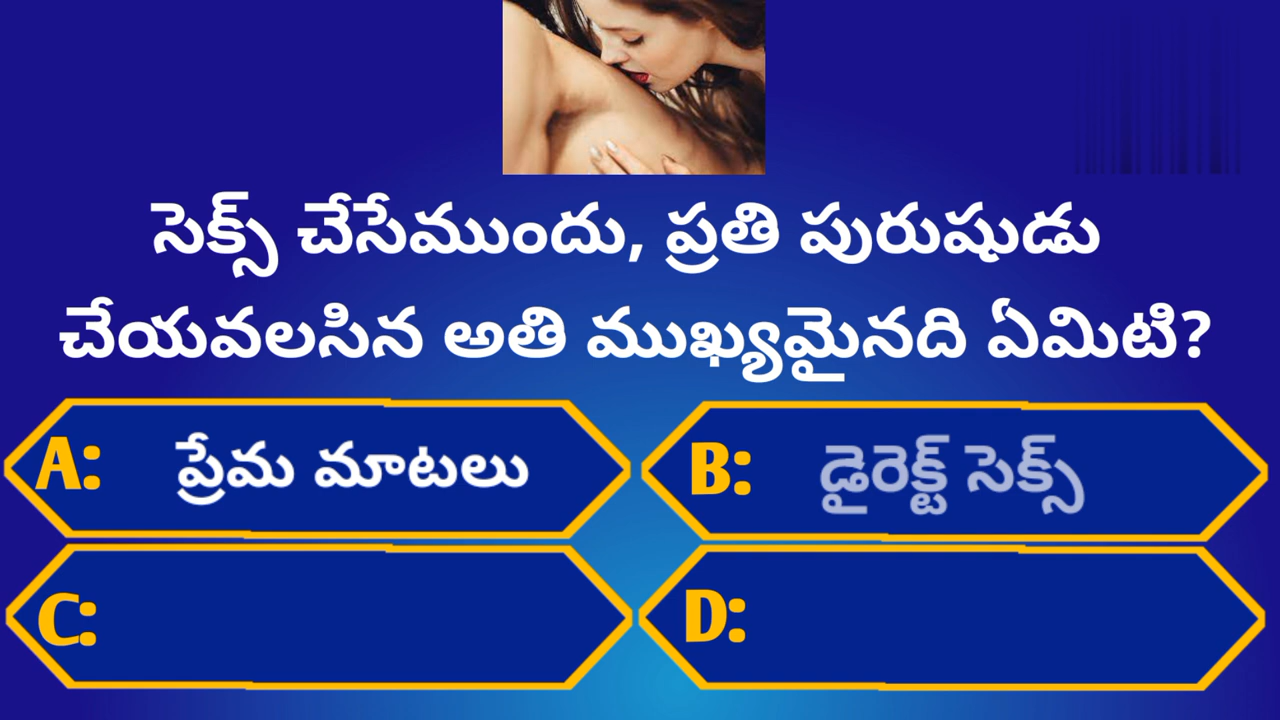 సెక్స్ చేసేముందు, ప్రతి పురుషుడు
చేయవలసిన అతి ముఖ్యమైనది ఏమిటి?
A: ప్రేమ మాటలు
B: డైరెక్ట్ సెక్స్
C:
D: